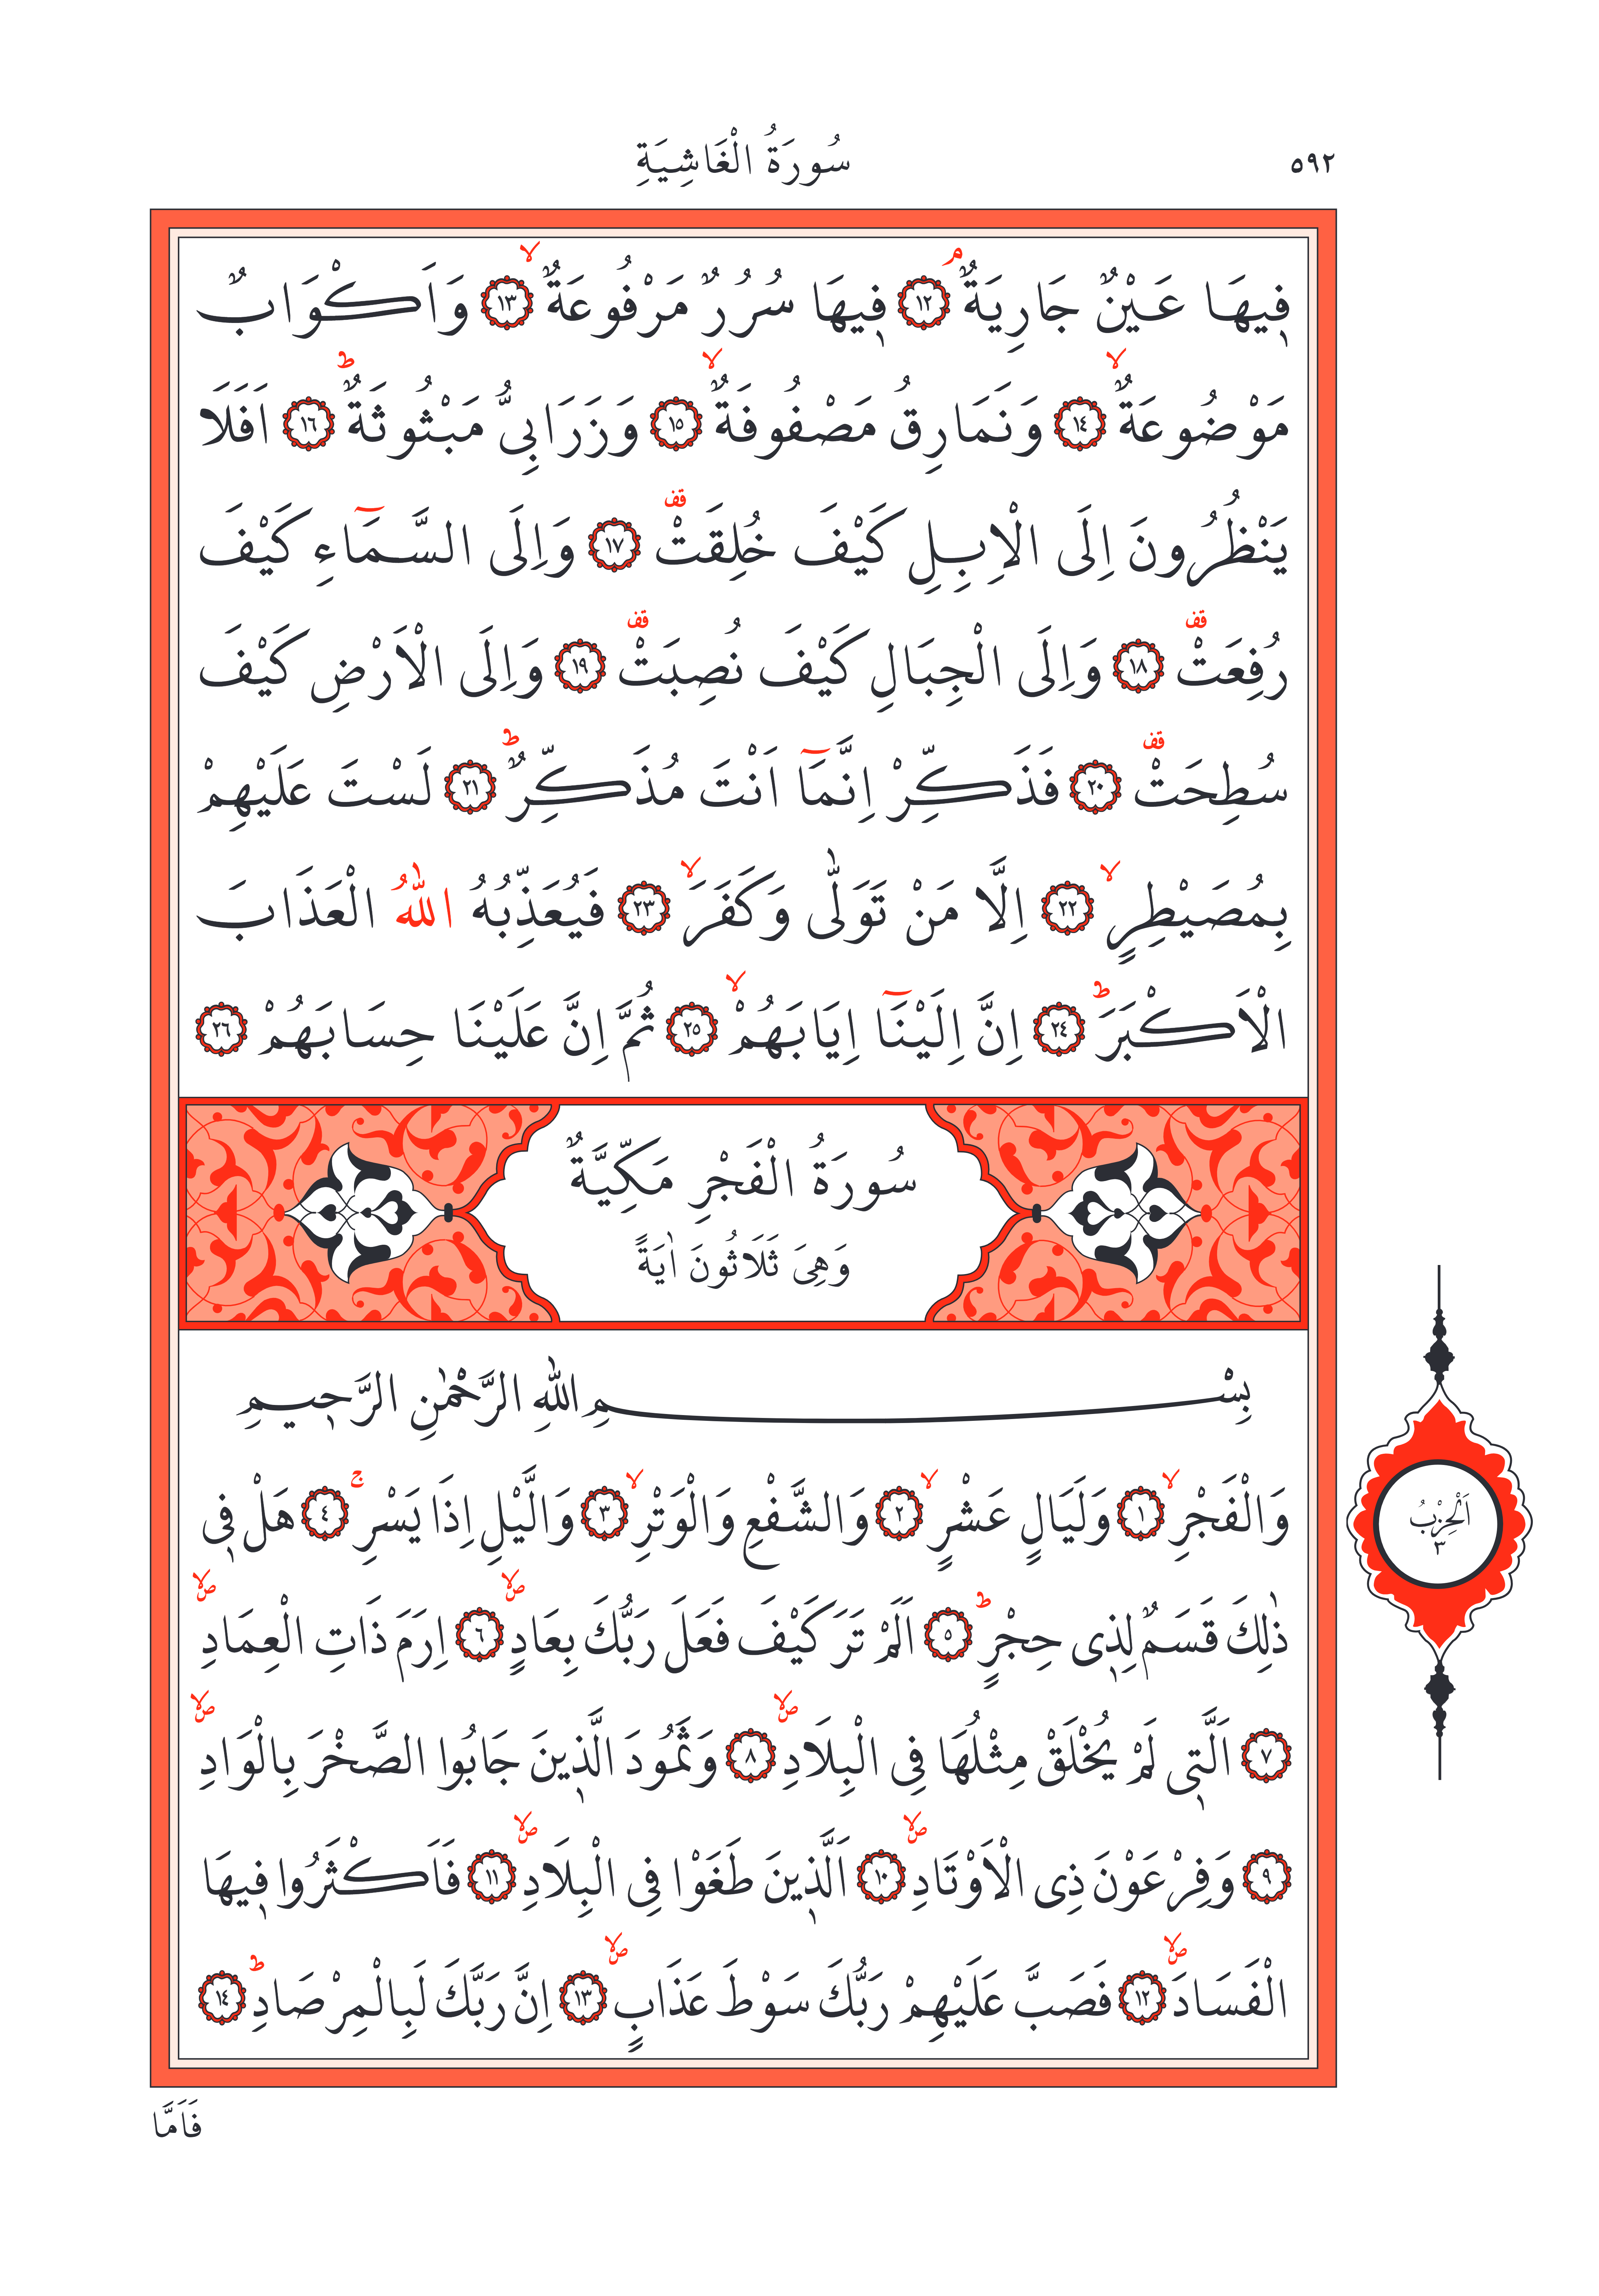 ٥٩٢
سُورَةُ الْغَاشِيَةِ
ف۪يهَا عَيْنٌ جَارِيَةٌۢ ﴿١٢﴾ ف۪يهَا سُرُرٌ مَرْفُوعَةٌۙ ﴿١٣﴾ وَاَكْوَابٌ
مَوْضُوعَةٌۙ ﴿١٤﴾ وَنَمَارِقُ مَصْفُوفَةٌۙ ﴿١٥﴾ وَزَرَابِيُّ مَبْثُوثَةٌۜ ﴿١٦﴾ اَفَلَا
يَنْظُرُونَ اِلَى الْاِبِلِ كَيْفَ خُلِقَتْ۠ ﴿١٧﴾ وَاِلَى السَّمَٓاءِ كَيْفَ
رُفِعَتْ۠ ﴿١٨﴾ وَاِلَى الْجِبَالِ كَيْفَ نُصِبَتْ۠ ﴿١٩﴾ وَاِلَى الْاَرْضِ كَيْفَ
سُطِحَتْ۠ ﴿٢٠﴾ فَذَكِّرْ اِنَّمَٓا اَنْتَ مُذَكِّرٌۜ ﴿٢١﴾ لَسْتَ عَلَيْهِمْ
بِمُصَيْطِرٍۙ ﴿٢٢﴾ اِلَّا مَنْ تَوَلّٰى وَكَفَرَۙ ﴿٢٣﴾ فَيُعَذِّبُهُ اللّٰهُ الْعَذَابَ
الْاَكْبَرَۜ ﴿٢٤﴾ اِنَّ اِلَيْنَٓا اِيَابَهُمْۙ ﴿٢٥﴾ ثُمَّ اِنَّ عَلَيْنَا حِسَابَهُمْ ﴿٢٦﴾
سُورَةُ الْفَجْرِ مَكِّيَّةٌ
وَهِيَ ثَلَاثُونَ اٰيَةً
بِسْمِ اللّٰهِ الرَّحْمٰنِ الرَّح۪يمِ
وَالْفَجْرِۙ ﴿١﴾ وَلَيَالٍ عَشْرٍۙ ﴿٢﴾ وَالشَّفْعِ وَالْوَتْرِۙ ﴿٣﴾ وَالَّيْلِ اِذَا يَسْرِۚ ﴿٤﴾ هَلْ ف۪ي
ذٰلِكَ قَسَمٌ لِذ۪ي حِجْرٍۜ ﴿٥﴾ اَلَمْ تَرَ كَيْفَ فَعَلَ رَبُّكَ بِعَادٍۙۖ ﴿٦﴾ اِرَمَ ذَاتِ الْعِمَادِۙۖ
﴿٧﴾ اَلَّت۪ي لَمْ يُخْلَقْ مِثْلُهَا فِي الْبِلَادِۙۖ ﴿٨﴾ وَثَمُودَ الَّذ۪ينَ جَابُوا الصَّخْرَ بِالْوَادِۙۖ
﴿٩﴾ وَفِرْعَوْنَ ذِي الْاَوْتَادِۙۖ ﴿١٠﴾ اَلَّذ۪ينَ طَغَوْا فِي الْبِلَادِۙۖ ﴿١١﴾ فَاَكْثَرُوا ف۪يهَا
الْفَسَادَۙۖ ﴿١٢﴾ فَصَبَّ عَلَيْهِمْ رَبُّكَ سَوْطَ عَذَابٍۙۖ ﴿١٣﴾ اِنَّ رَبَّكَ لَبِالْمِرْصَادِۜ ﴿١٤﴾
اَلْحِزْبُ
٣
فَاَمَّا